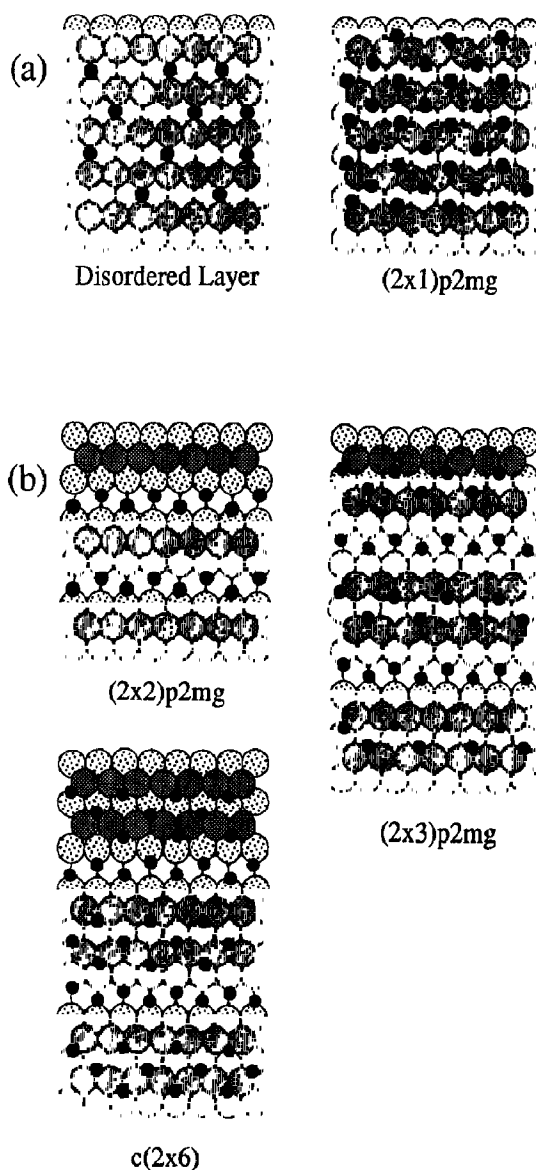 (a)
Disordered Layer
(2x1)p2mg
(b)
(2x2)p2mg
(2x3)p2mg
c(2x6)